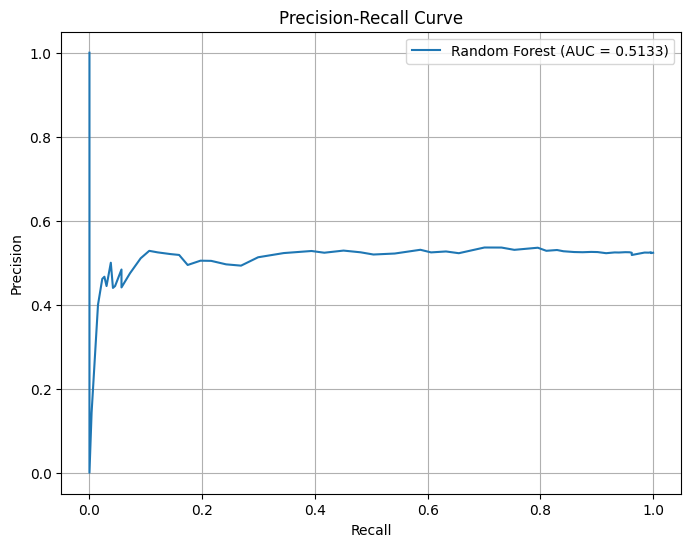 Precision-Recall Curve
Random Forest (AUC = 0.5133)
1.0
0.8
0.6
0.4
0.2
0.0
Precision
0.0 0.2 0.4 0.6 0.8 1.0
Recall